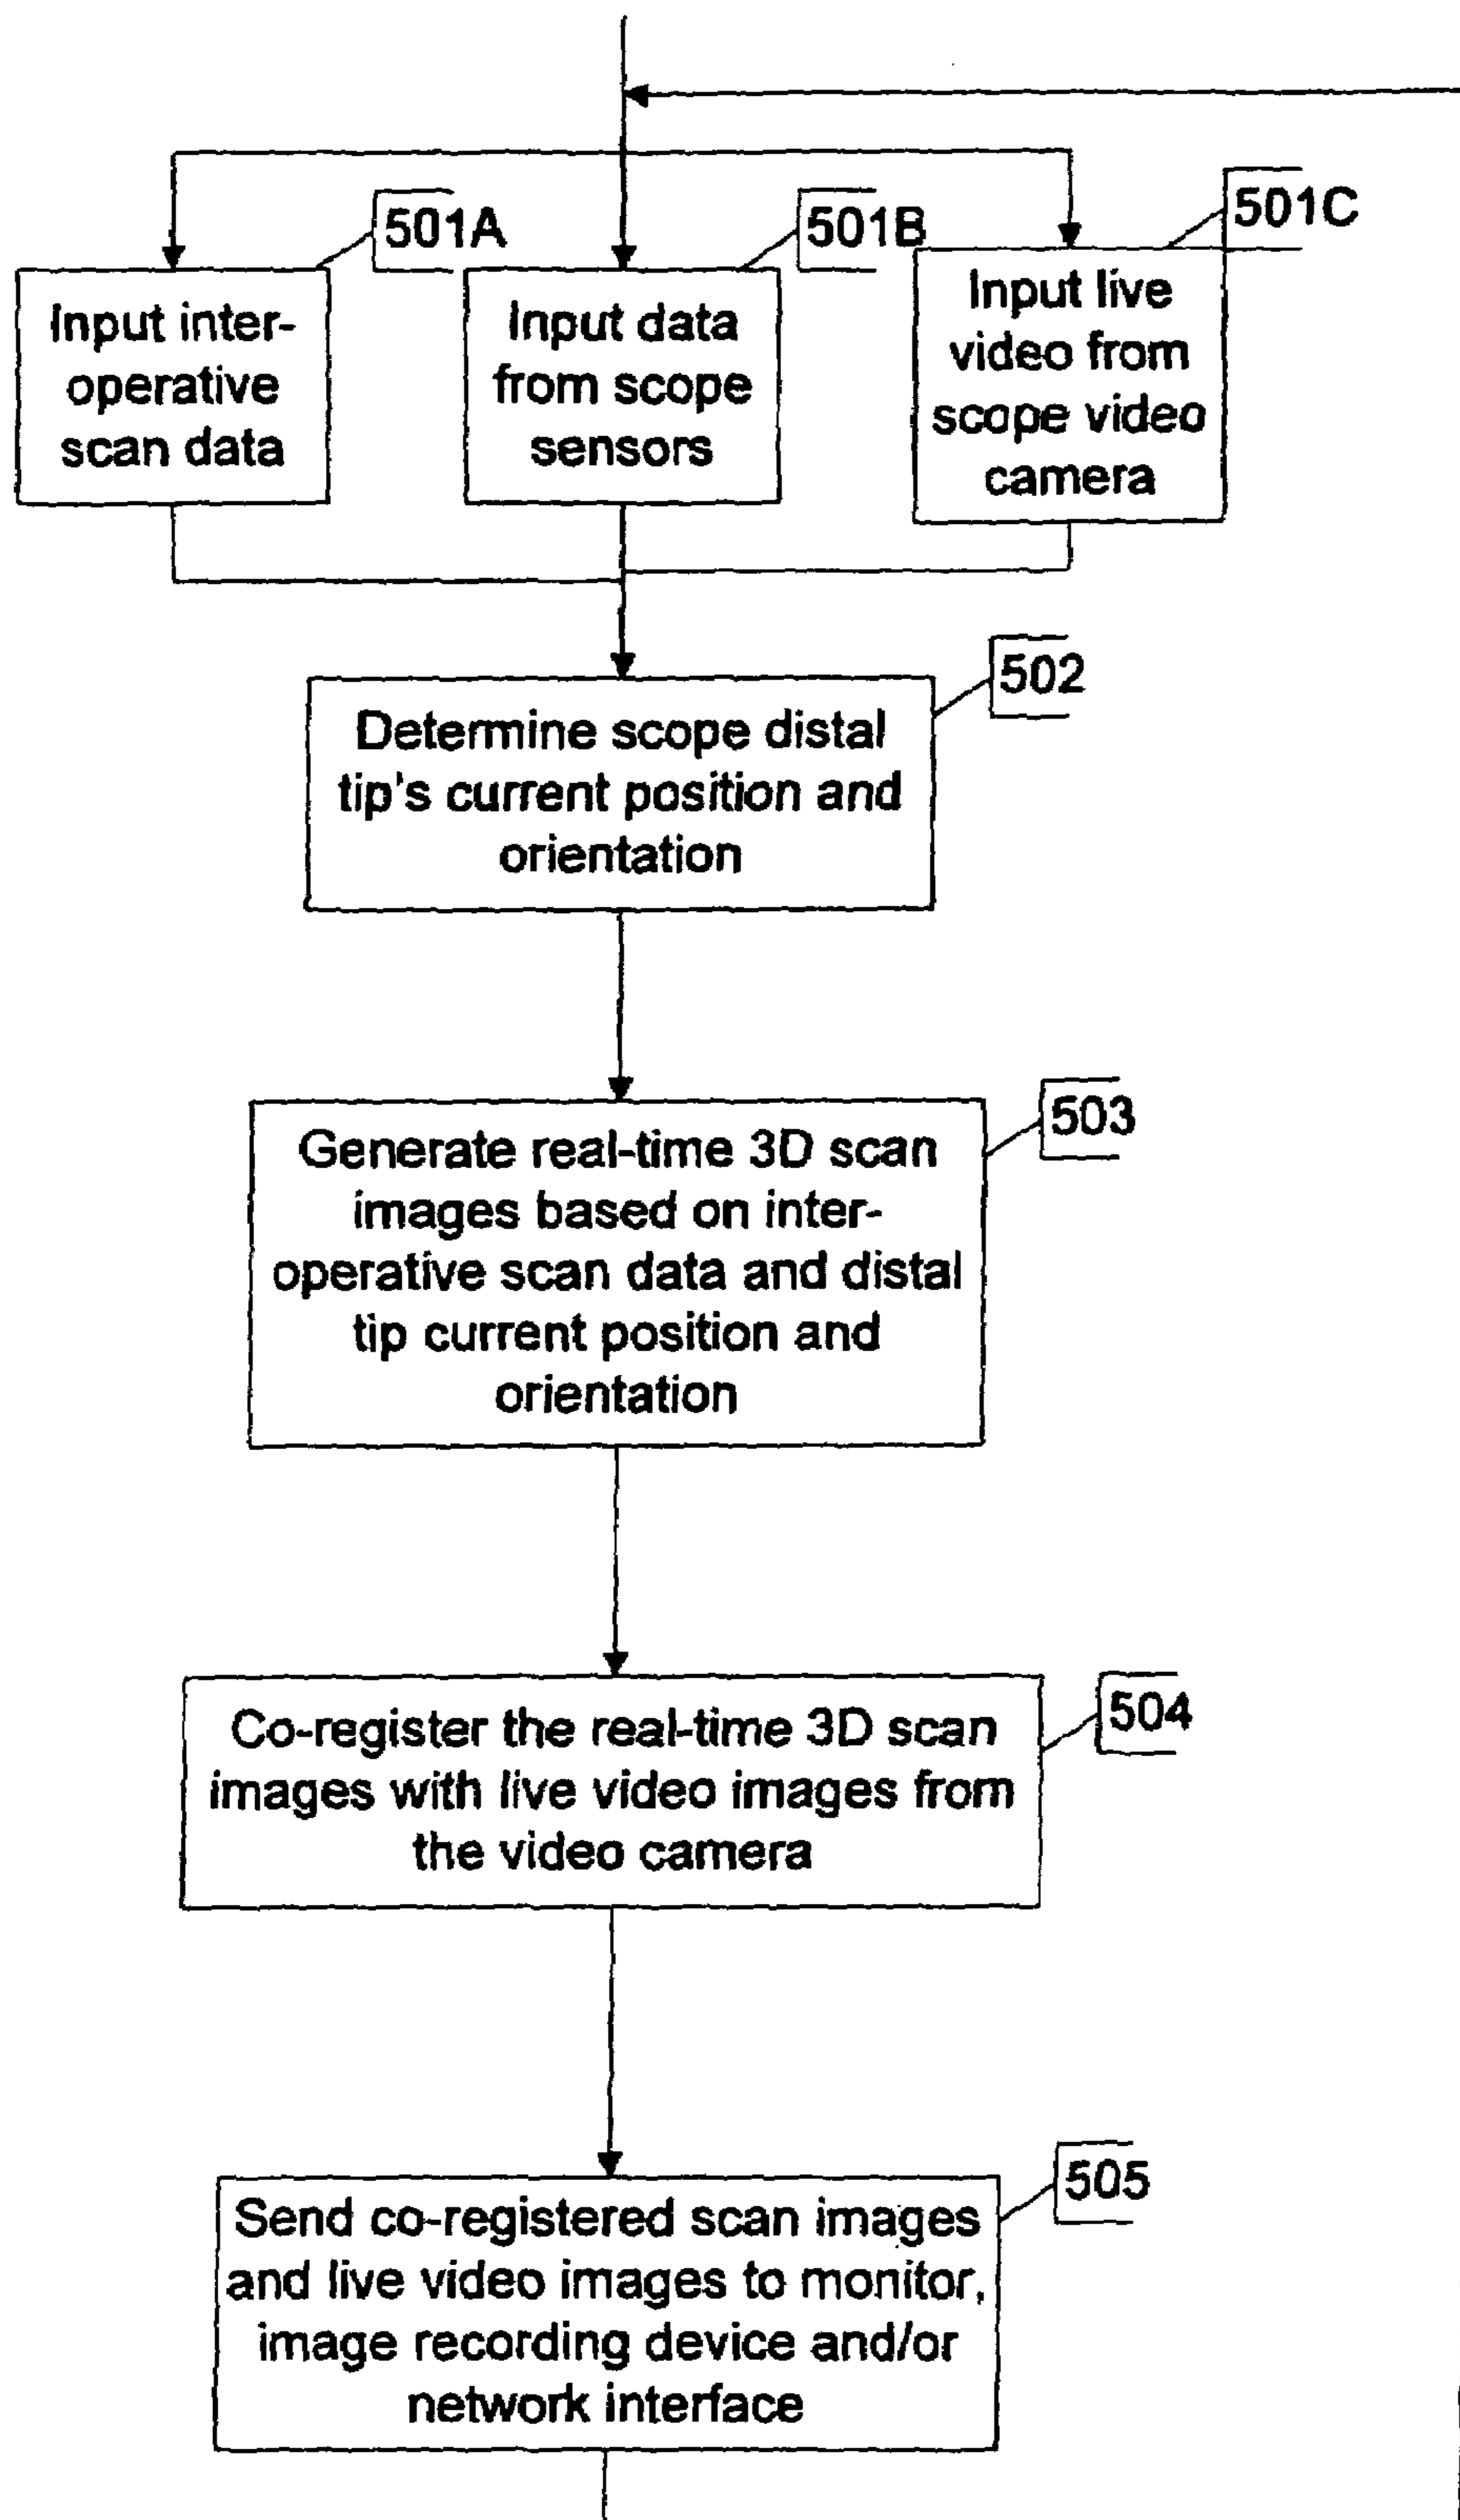 501A
501B
501C
Input inter-
operative
scan data
Input data
from scope
sensors
Input live
video from
scope video
camera
502
Determine scope distal
tip's current position and
orientation
503
Generate real-time 3D scan
images based on inter-
operative scan data and distal
tip current position and
orientation
504
Co-register the real-time 3D scan
images with live video images from
the video camera
505
Send co-registered scan images
and live video images to monitor,
image recording device and/or
network interface